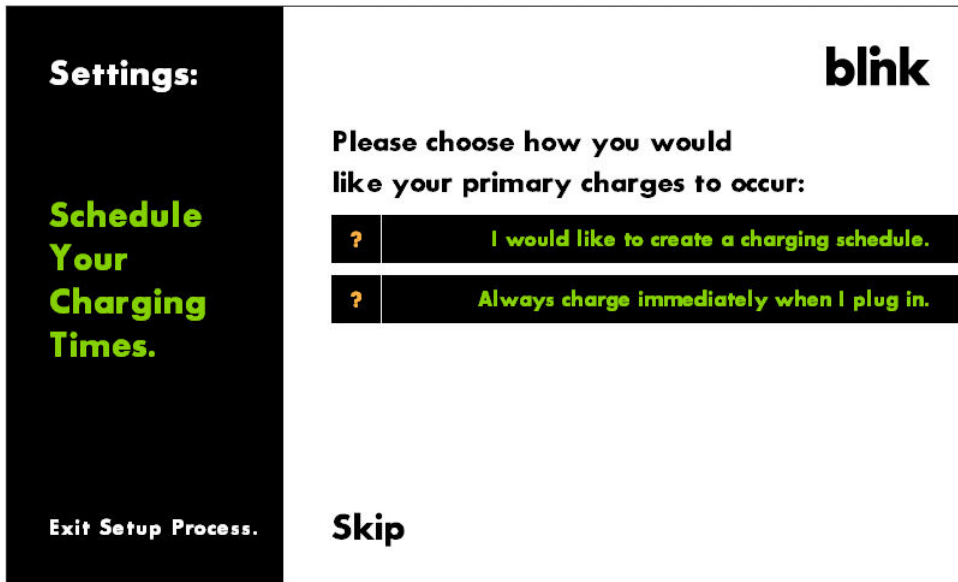 Settings:
Schedule
Your
Charging
Times.
Exit Setup Process.
blink
Please choose how you would
like your primary charges to occur:
? I would like to create a charging schedule.
? Always charge immediately when I plug in.
Skip